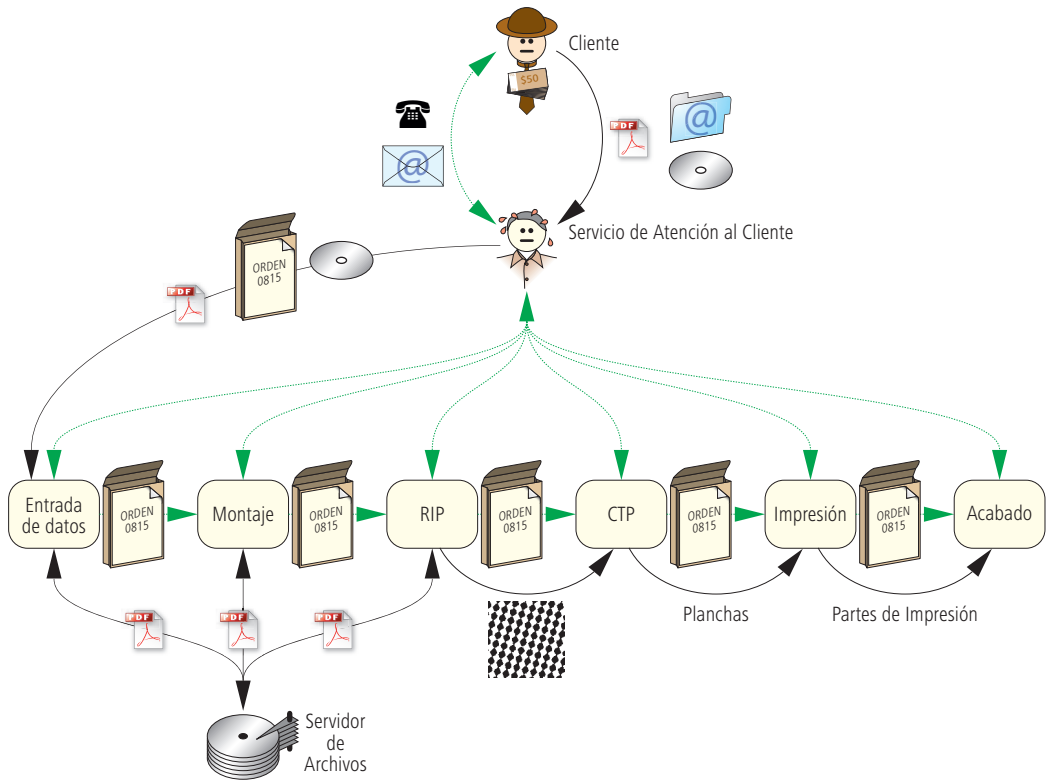 Cliente
$50
@
PDF
@
Servicio de Atención al Cliente
ORDEN
0815
PDF
Entrada
de datos
ORDEN
0815
Montaje
ORDEN
0815
RIP
ORDEN
0815
CTP
ORDEN
0815
Impresión
ORDEN
0815
Acabado
PDF
PDF
PDF
Planchas
Partes de Impresión
Servidor
de
Archivos